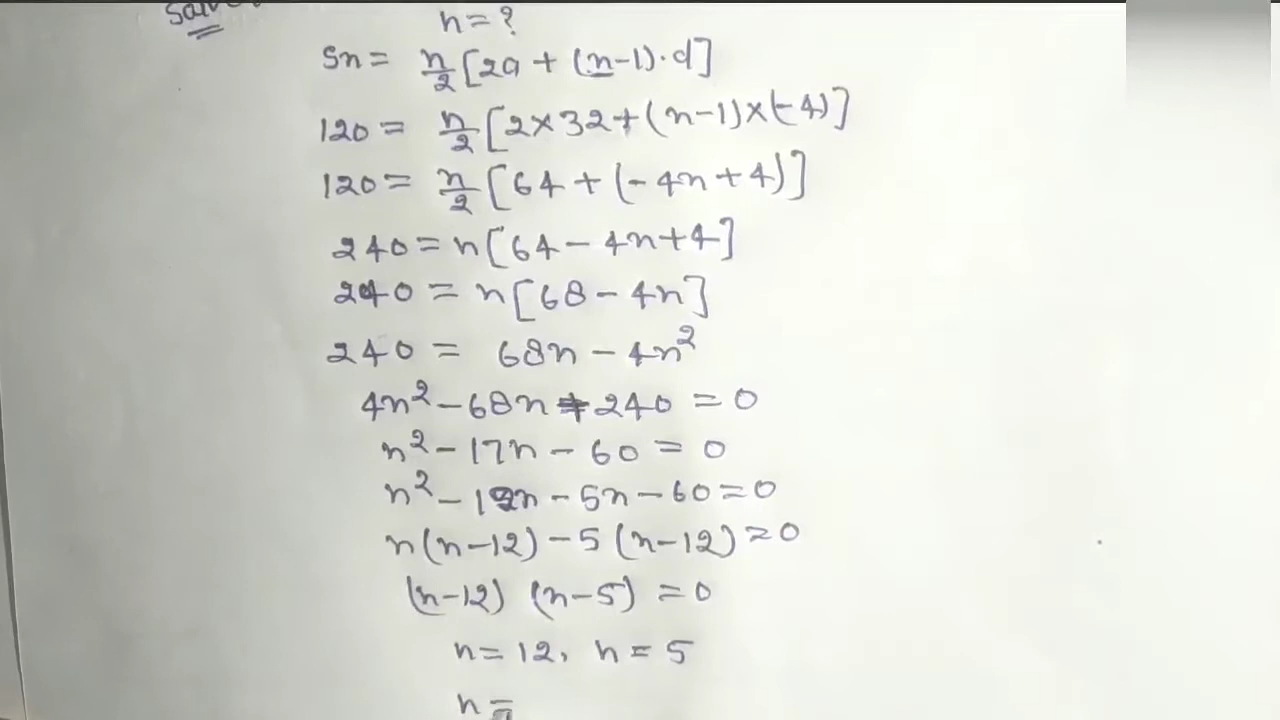 n = ?
Sn = n/2 [2a + (n-1)·d]
120 = n/2 [2×32+(n-1)×(-4)]
120 = n/2 [64 + (-4n+4)]
240 = n[64-4n+4]
240 = n[68-4n]
240 = 68n - 4n²
4n² - 68n + 240 = 0
n² - 17n - 60 = 0
n² - 12n - 5n - 60 = 0
n(n-12) - 5(n-12) = 0
(n-12) (n-5) = 0
n = 12, n = 5
n =